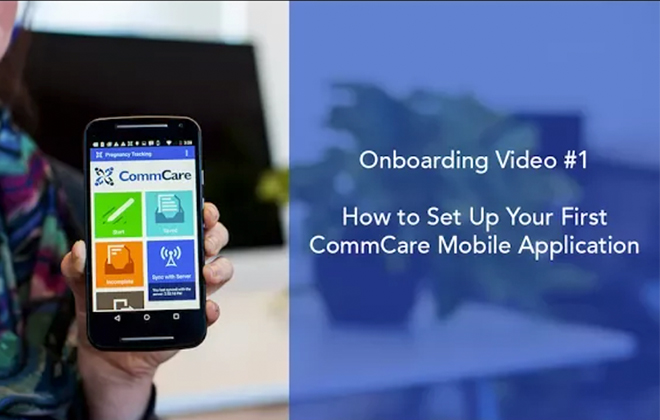 Onboarding Video #1
How to Set Up Your First
CommCare Mobile Application
Pregnancy Tracking
CommCare
Start
Saved
Incomplete
Sync with Server